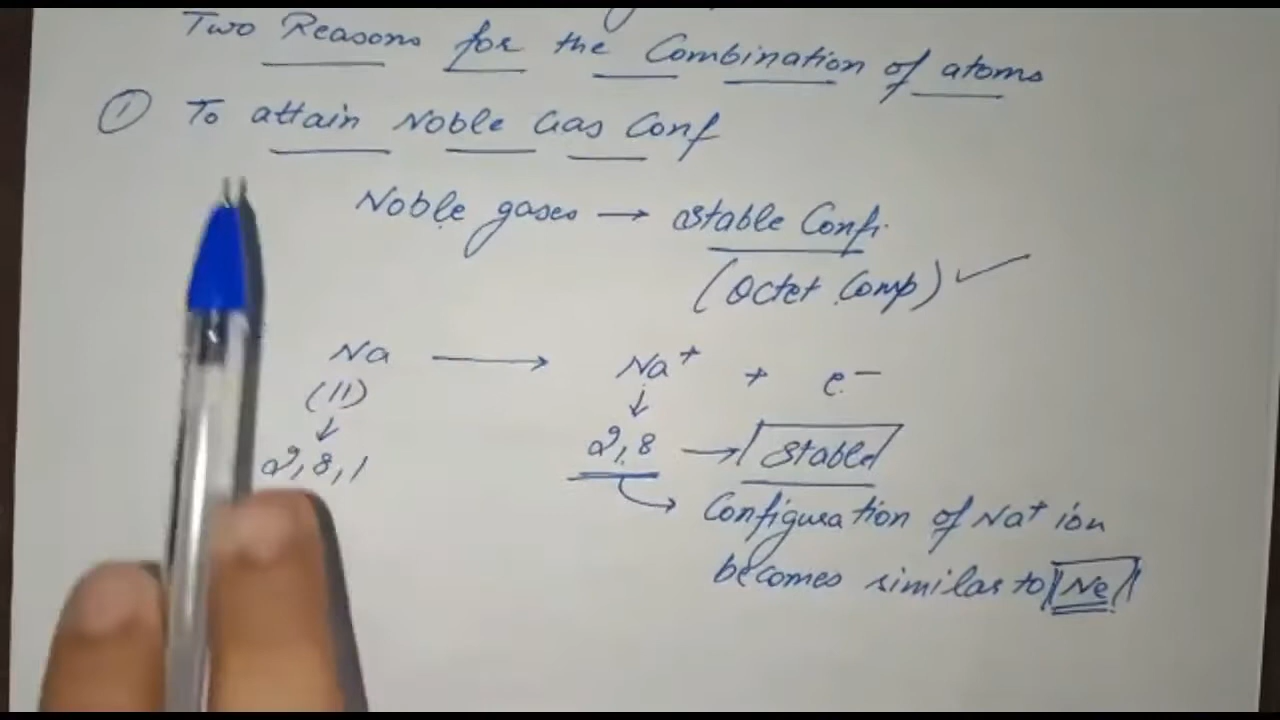 Two Reasons for the Combination of atoms
① To attain Noble Gas Conf
Noble gases → Stable Confi.
(Octet Comp) ✓
Na → Na⁺ + e⁻
(11) ↓
↓ 2,8 → Stable
2,8,1
Configuration of Na⁺ ion
becomes similar to Ne